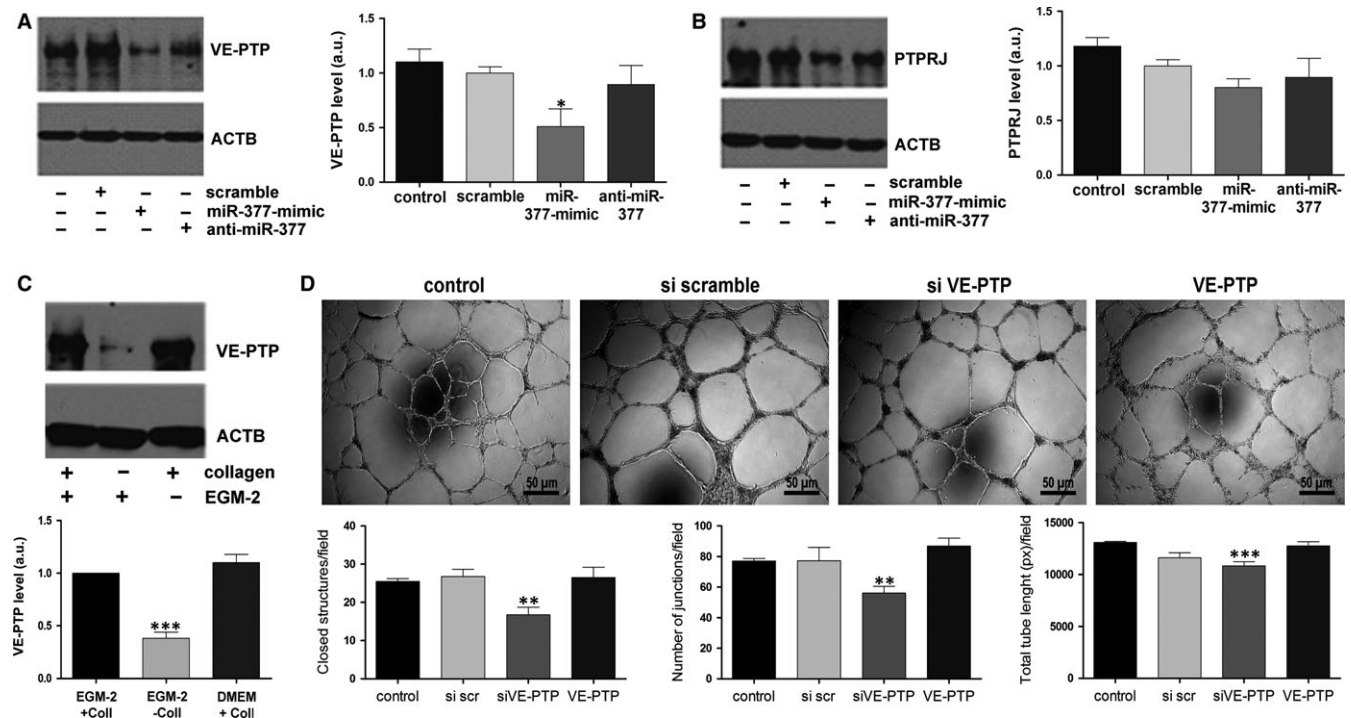 A
VE-PTP
ACTB
– + – – scramble
– – + – miR-377-mimic
– – – + anti-miR-377
VE-PTP level (a.u.)
1.5
1.0
0.5
0.0
*
control
scramble
miR-
377-mimic
anti-miR-
377
B
PTPRJ
ACTB
– + – – scramble
– – + – miR-377-mimic
– – – + anti-miR-377
PTPRJ level (a.u.)
1.5
1.0
0.5
0.0
control
scramble
miR-
377-mimic
anti-miR-
377
C
VE-PTP
ACTB
+ – + collagen
+ + – EGM-2
VE-PTP level (a.u.)
1.5
1.0
0.5
0.0
***
EGM-2
+Coll
EGM-2
-Coll
DMEM
+ Coll
D
control
si scramble
si VE-PTP
VE-PTP
50 µm
50 µm
50 µm
50 µm
Closed structures/field
40
30
20
10
0
**
control
si scr
siVE-PTP
VE-PTP
Number of junctions/field
100
80
60
40
20
0
**
control
si scr
siVE-PTP
VE-PTP
Total tube lenght (px)/field
15000
10000
5000
0
***
control
si scr
siVE-PTP
VE-PTP